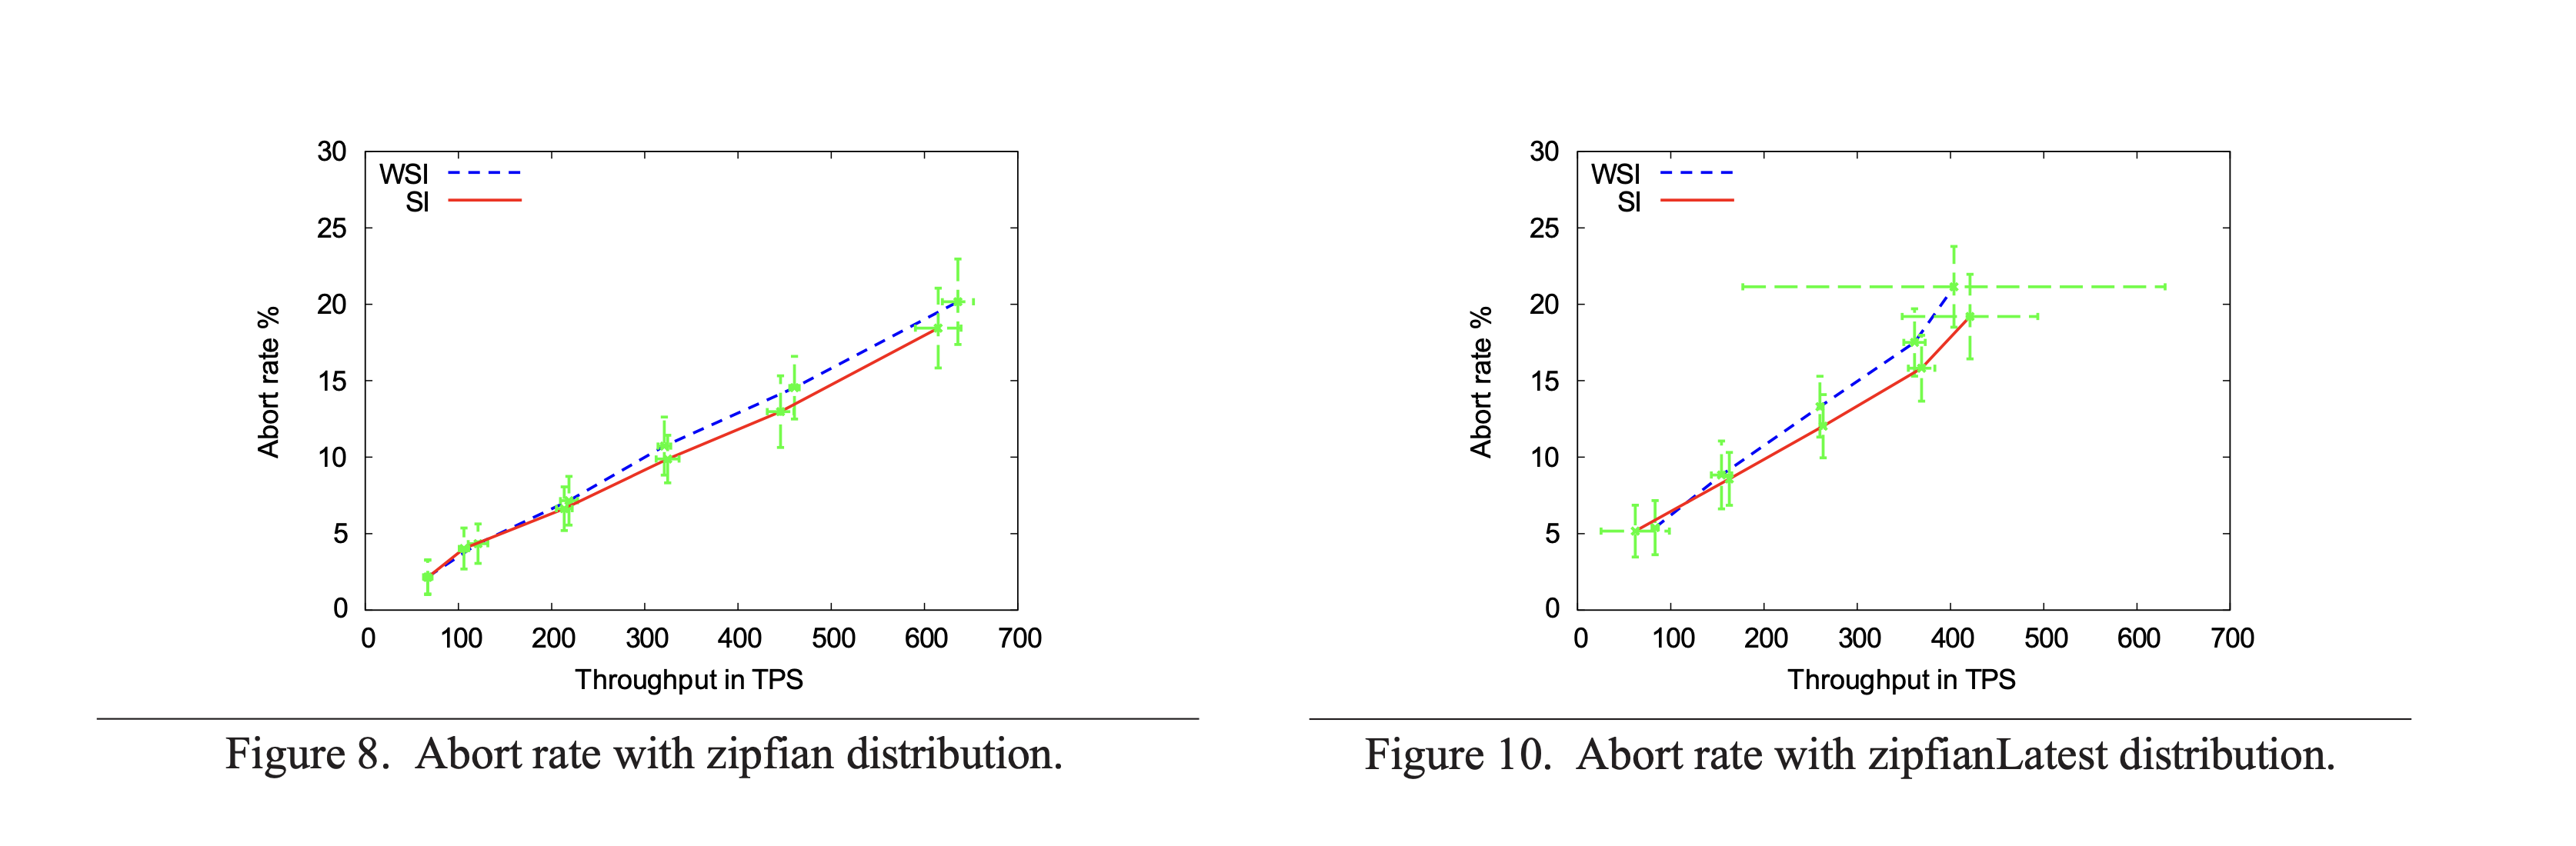 30
25
20
15
10
5
0
Abort rate %
WSI
SI
0 100 200 300 400 500 600 700
Throughput in TPS
Figure 8. Abort rate with zipfian distribution.
30
25
20
15
10
5
0
Abort rate %
WSI
SI
0 100 200 300 400 500 600 700
Throughput in TPS
Figure 10. Abort rate with zipfianLatest distribution.